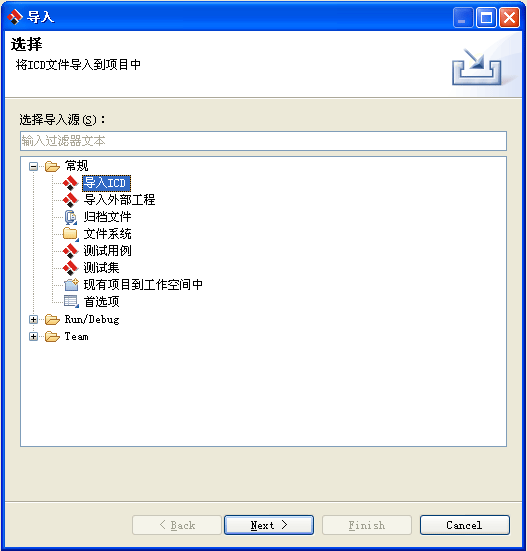 导入
选择
将ICD文件导入到项目中
选择导入源(S)：
输入过滤器文本
常规
导入ICD
导入外部工程
归档文件
文件系统
测试用例
测试集
现有项目到工作空间中
首选项
Run/Debug
Team
< Back
Next >
Finish
Cancel